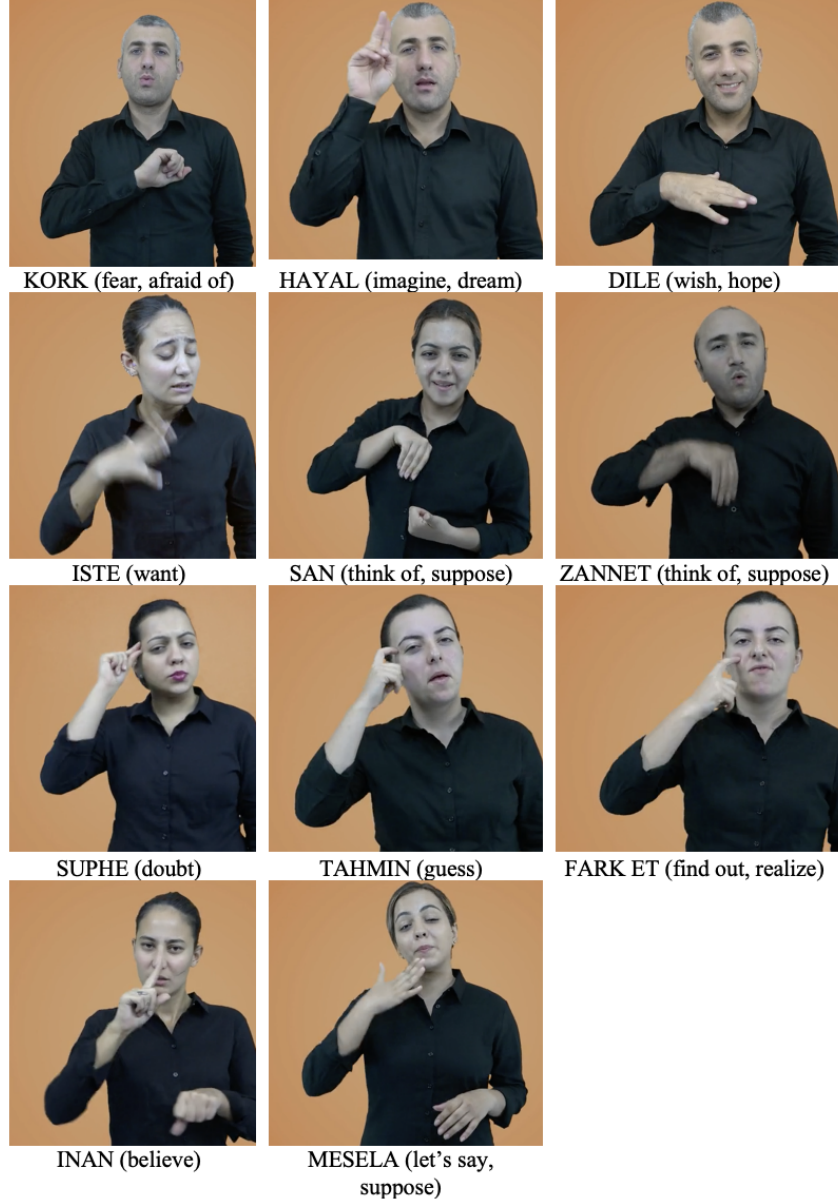 KORK (fear, afraid of)
HAYAL (imagine, dream)
DILE (wish, hope)
ISTE (want)
SAN (think of, suppose)
ZANNET (think of, suppose)
SUPHE (doubt)
TAHMIN (guess)
FARK ET (find out, realize)
INAN (believe)
MESELA (let’s say,
suppose)